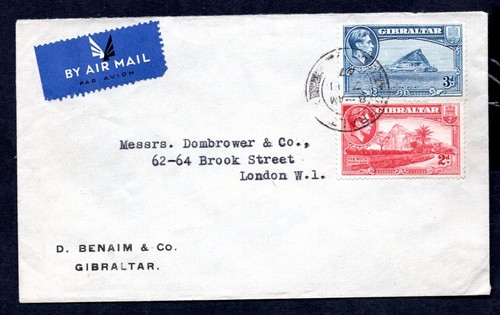 BY AIR MAIL
PAR AVION
GIBRALTAR
3d
GIBRALTAR
2d
Messrs. Dombrower & Co.,
62-64 Brook Street
London W.1.
D. BENAIM & CO.
GIBRALTAR.